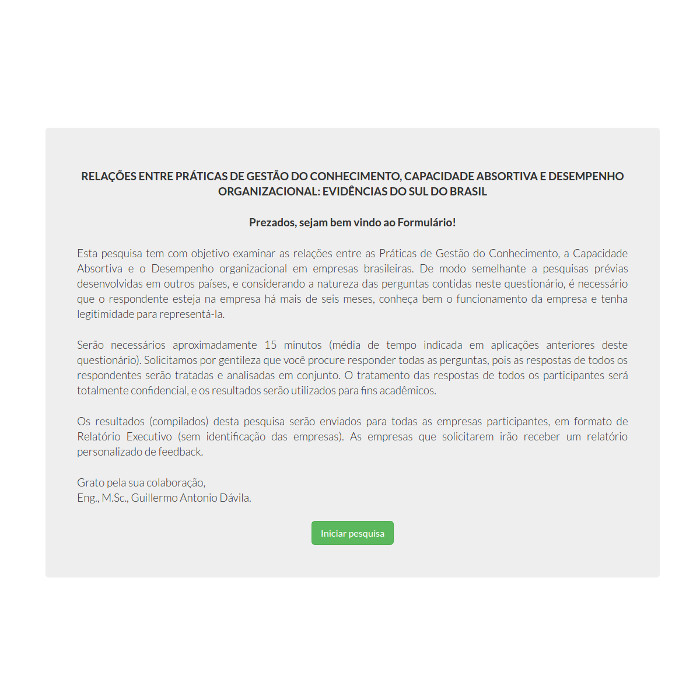 RELAÇÕES ENTRE PRÁTICAS DE GESTÃO DO CONHECIMENTO, CAPACIDADE ABSORTIVA E DESEMPENHO
ORGANIZACIONAL: EVIDÊNCIAS DO SUL DO BRASIL
Prezados, sejam bem vindo ao Formulário!
Esta pesquisa tem com objetivo examinar as relações entre as Práticas de Gestão do Conhecimento, a Capacidade
Absortiva e o Desempenho organizacional em empresas brasileiras. De modo semelhante a pesquisas prévias
desenvolvidas em outros países, e considerando a natureza das perguntas contidas neste questionário, é necessário
que o respondente esteja na empresa há mais de seis meses, conheça bem o funcionamento da empresa e tenha
legitimidade para representá-la.
Serão necessários aproximadamente 15 minutos (média de tempo indicada em aplicações anteriores deste
questionário). Solicitamos por gentileza que você procure responder todas as perguntas, pois as respostas de todos os
respondentes serão tratadas e analisadas em conjunto. O tratamento das respostas de todos os participantes será
totalmente confidencial, e os resultados serão utilizados para fins acadêmicos.
Os resultados (compilados) desta pesquisa serão enviados para todas as empresas participantes, em formato de
Relatório Executivo (sem identificação das empresas). As empresas que solicitarem irão receber um relatório
personalizado de feedback.
Grato pela sua colaboração,
Eng., M.Sc., Guillermo Antonio Dávila.
Iniciar pesquisa